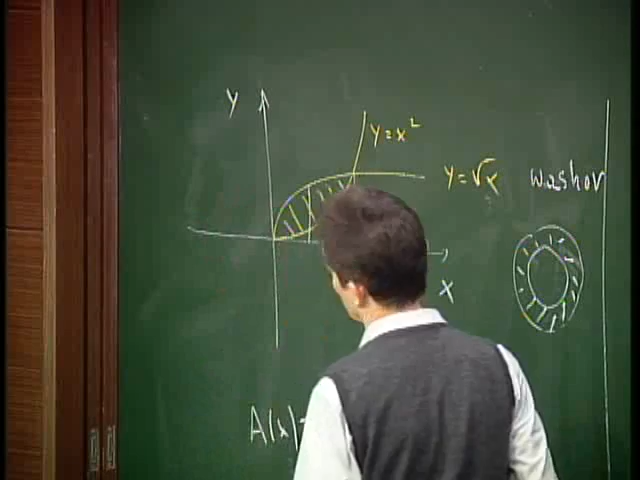 y
y=x²
y=√x
washer
x
A(x)=